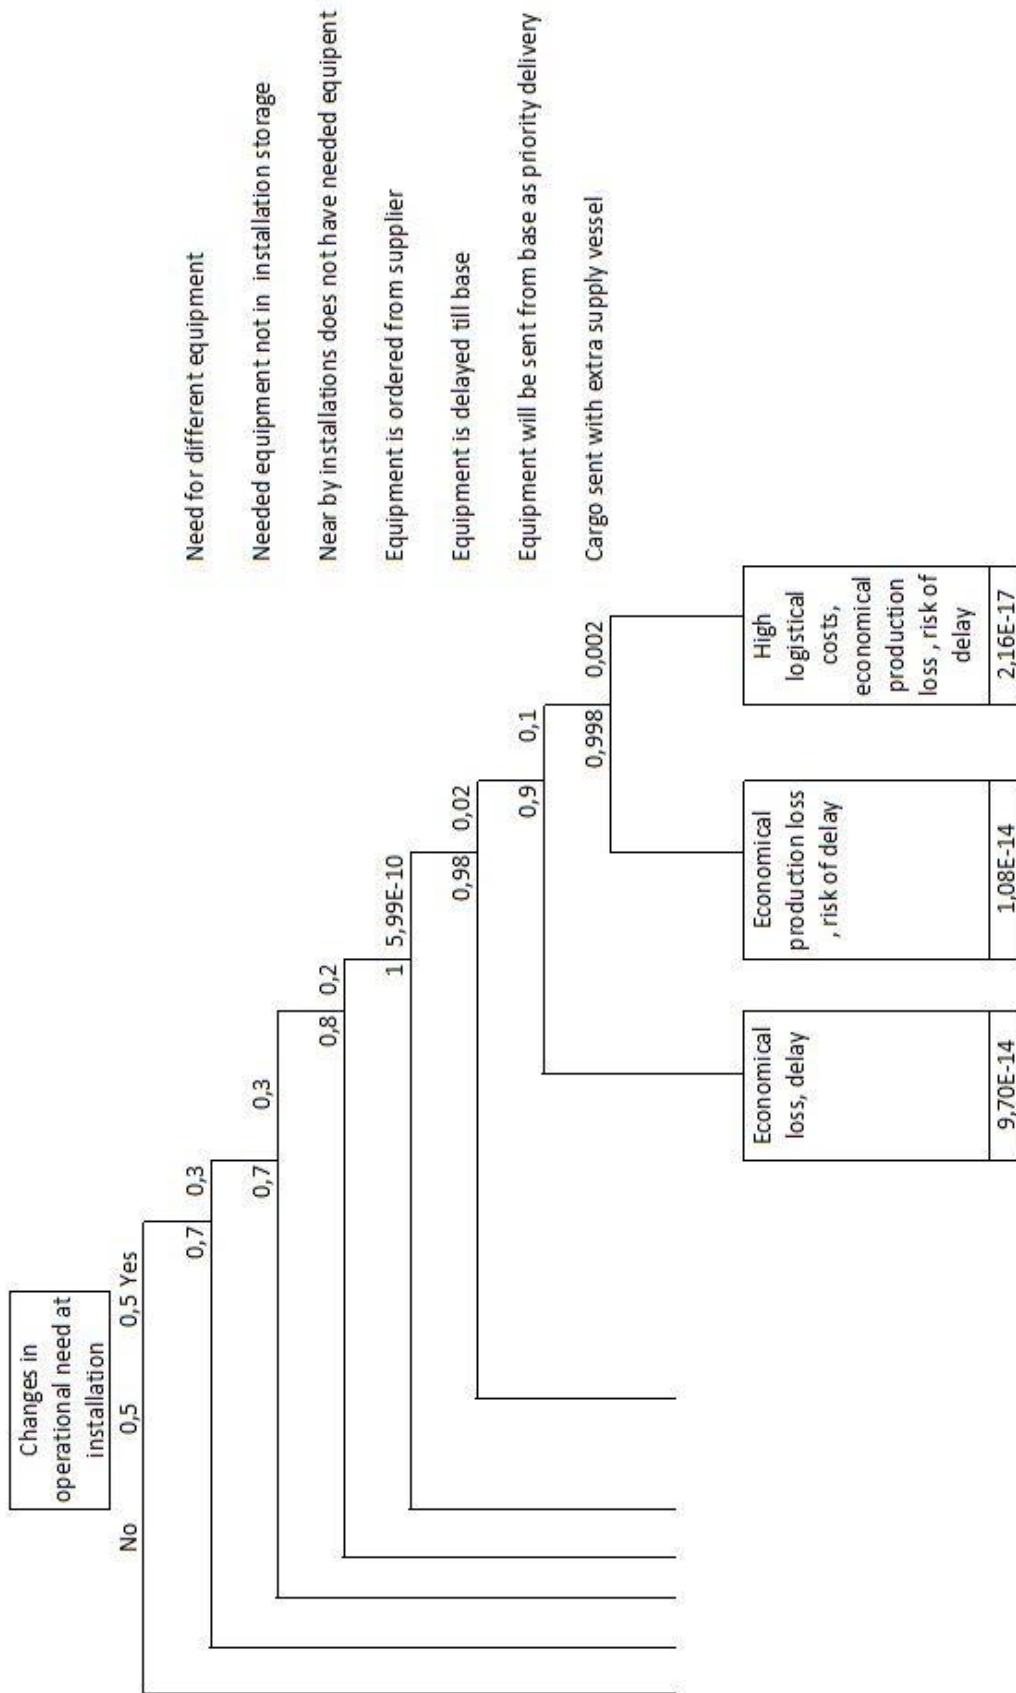 Changes in
operational need at
installation
No
0,5
0,5 Yes
0,7
0,3
Need for different equipment
0,7
0,3
Needed equipment not in installation storage
0,8
0,2
Near by installations does not have needed equipent
1
5,99E-10
Equipment is ordered from supplier
0,98
0,02
Equipment is delayed till base
0,9
0,1
Equipment will be sent from base as priority delivery
0,998
0,002
Cargo sent with extra supply vessel
Economical
loss, delay
9,70E-14
Economical
production loss
, risk of delay
1,08E-14
High
logistical
costs,
economical
production
loss , risk of
delay
2,16E-17